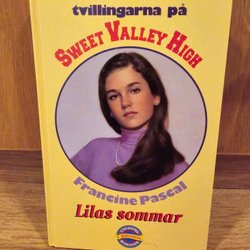 tvillingarna på
SWEET VALLEY HIGH
Francine Pascal
Lilas sommar